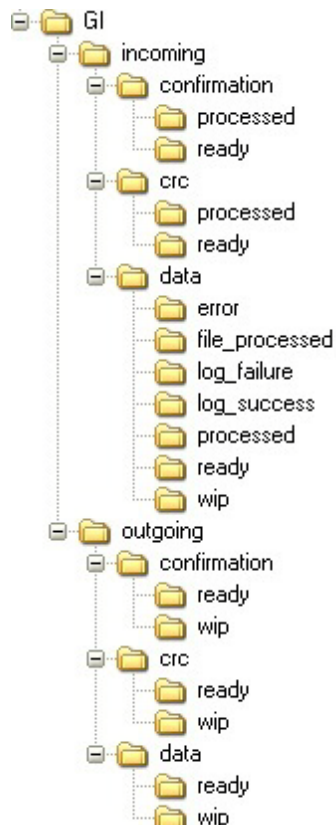 GI
incoming
confirmation
processed
ready
crc
processed
ready
data
error
file_processed
log_failure
log_success
processed
ready
wip
outgoing
confirmation
ready
wip
crc
ready
wip
data
ready
wip